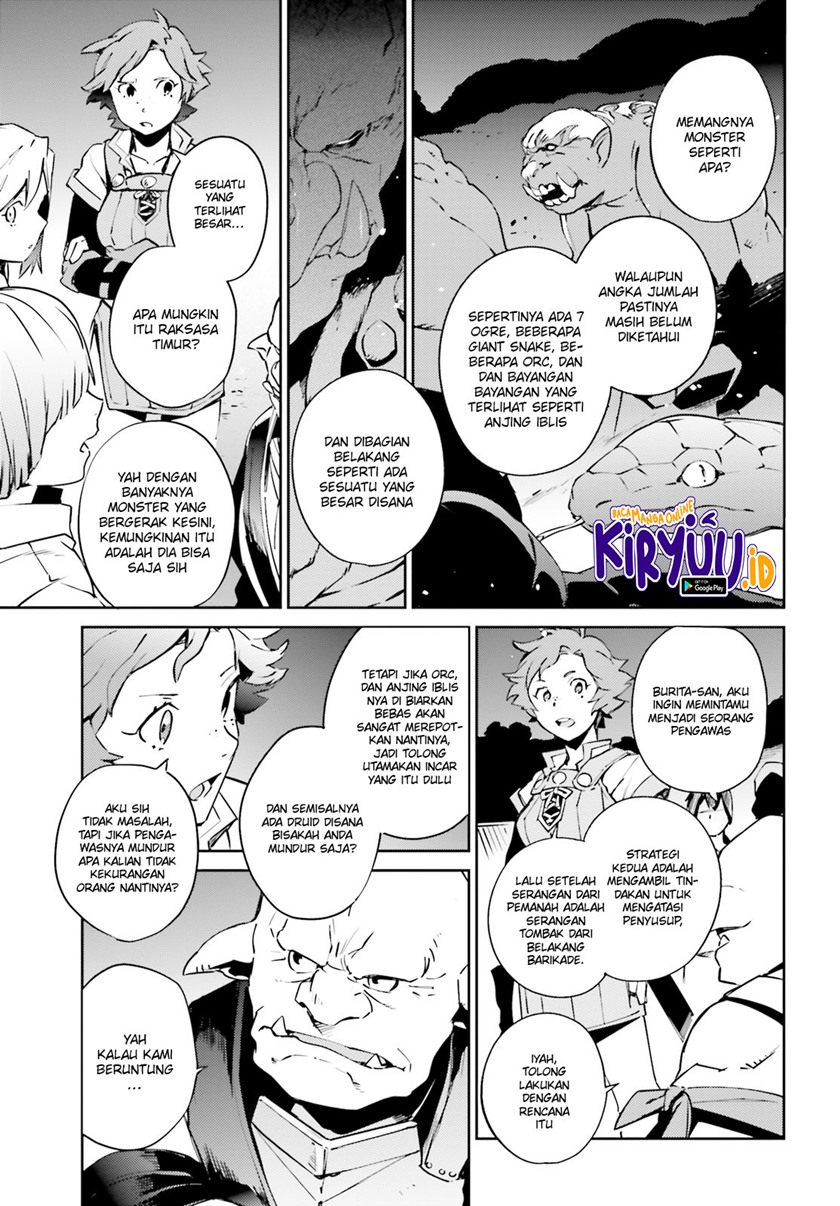 MEMANGNYA
MONSTER
SEPERTI
APA?
WALAUPUN
ANGKA JUMLAH
PASTINYA
MASIH BELUM
DIKETAHUI
SEPERTINYA ADA 7
OGRE, BEBERAPA
GIANT SNAKE, BE-
BERAPA ORC, DAN
DAN BAYANGAN
BAYANGAN YANG
TERLIHAT SEPERTI
ANJING IBLIS
DAN DIBAGIAN
BELAKANG
SEPERTI ADA
SESUATU YANG
BESAR DISANA
SESUATU
YANG
TERLIHAT
BESAR...
APA MUNGKIN
ITU RAKSASA
TIMUR?
YAH DENGAN
BANYAKNYA
MONSTER YANG
BERGERAK KESINI,
KEMUNGKINAN ITU
ADALAH DIA BISA
SAJA SIH
BACA MANGA ONLINE
KIRYUU.ID
GET IT ON
Google Play
BURITA-SAN, AKU
INGIN MEMINTAMU
MENJADI SEORANG
PENGAWAS
STRATEGI
KEDUA ADALAH
MENGAMBIL TIN-
DAKAN UNTUK
MENGATASI
PENYUSUP,
LALU SETELAH
SERANGAN DARI
PEMANAH ADALAH
SERANGAN
TOMBAK DARI
BELAKANG
BARIKADE.
IYAH,
TOLONG
LAKUKAN
DENGAN
RENCANA
ITU
TETAPI JIKA ORC,
DAN ANJING IBLIS
NYA DI BIARKAN
BEBAS AKAN
SANGAT MEREPOT-
KAN NANTINYA,
JADI TOLONG
UTAMAKAN INCAR
YANG ITU DULU
DAN SEMISALNYA
ADA DRUID DISANA
BISAKAH ANDA
MUNDUR SAJA?
AKU SIH
TIDAK MASALAH,
TAPI JIKA PENGA-
WASNYA MUNDUR
APA KALIAN TIDAK
KEKURANGAN
ORANG NANTINYA?
YAH
KALAU KAMI
BERUNTUNG
...